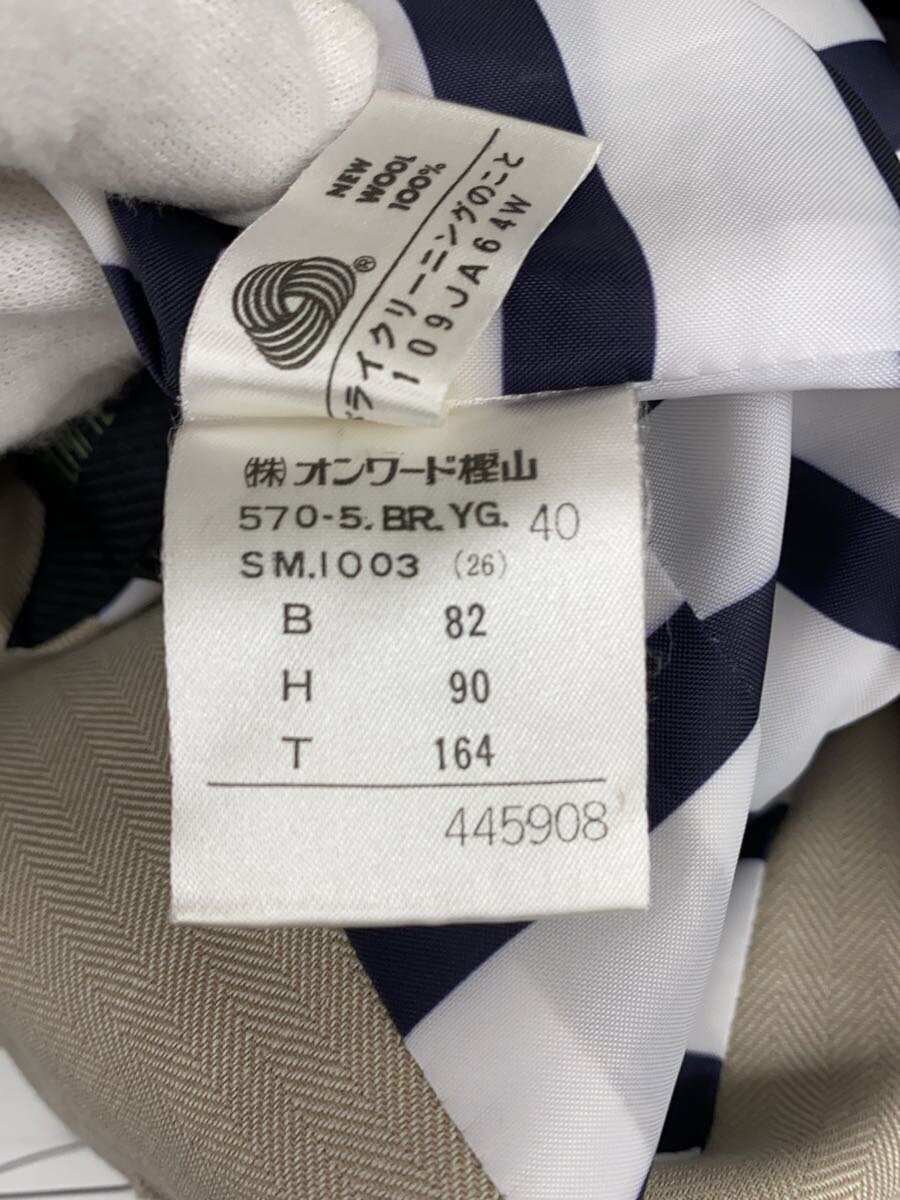 NEW
WOOL
100%
®
ドライクリーニングのこと
109JA64W
(株)オンワード樫山
570-5.BR.YG. 40
SM.1003 (26)
B 82
H 90
T 164
445908